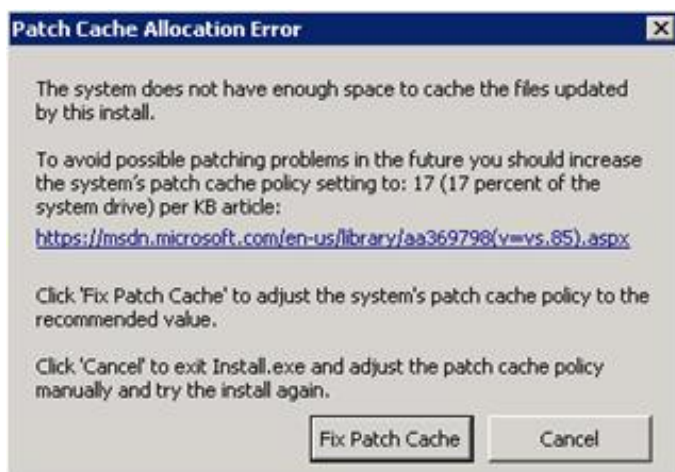 Patch Cache Allocation Error
The system does not have enough space to cache the files updated
by this install.
To avoid possible patching problems in the future you should increase
the system's patch cache policy setting to: 17 (17 percent of the
system drive) per KB article:
https://msdn.microsoft.com/en-us/library/aa369798(v=vs.85).aspx
Click 'Fix Patch Cache' to adjust the system's patch cache policy to the
recommended value.
Click 'Cancel' to exit Install.exe and adjust the patch cache policy
manually and try the install again.
Fix Patch Cache
Cancel